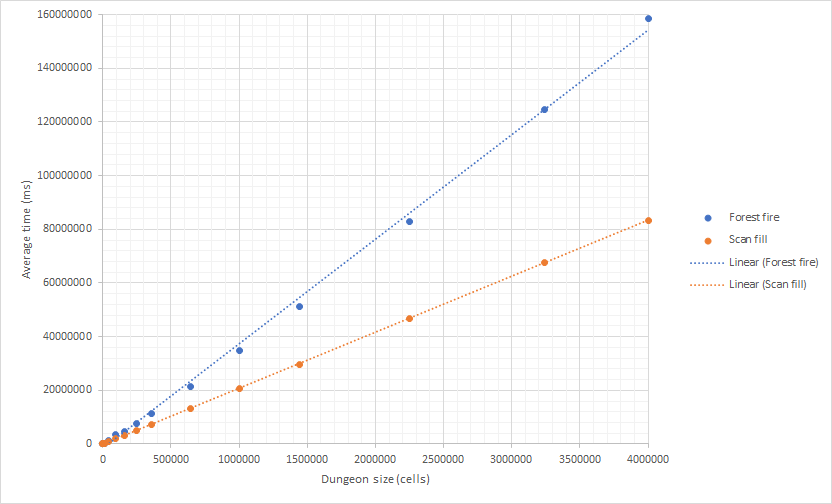 160000000
140000000
120000000
100000000
80000000
60000000
40000000
20000000
0
Average time (ms)
0 500000 1000000 1500000 2000000 2500000 3000000 3500000 4000000
Dungeon size (cells)
Forest fire
Scan fill
Linear (Forest fire)
Linear (Scan fill)